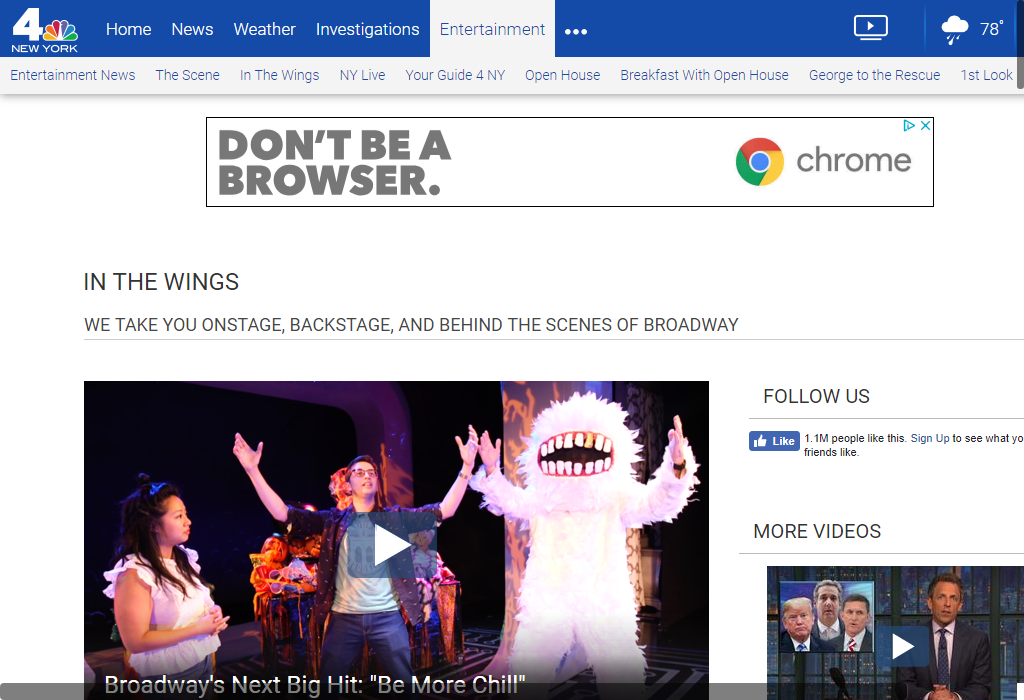 4
NEW YORK
Home News Weather Investigations Entertainment •••
78°
Entertainment News The Scene In The Wings NY Live Your Guide 4 NY Open House Breakfast With Open House George to the Rescue 1st Look
DON'T BE A
BROWSER.
chrome
IN THE WINGS
WE TAKE YOU ONSTAGE, BACKSTAGE, AND BEHIND THE SCENES OF BROADWAY
FOLLOW US
Like 1.1M people like this. Sign Up to see what yo
friends like.
MORE VIDEOS
Broadway's Next Big Hit: "Be More Chill"